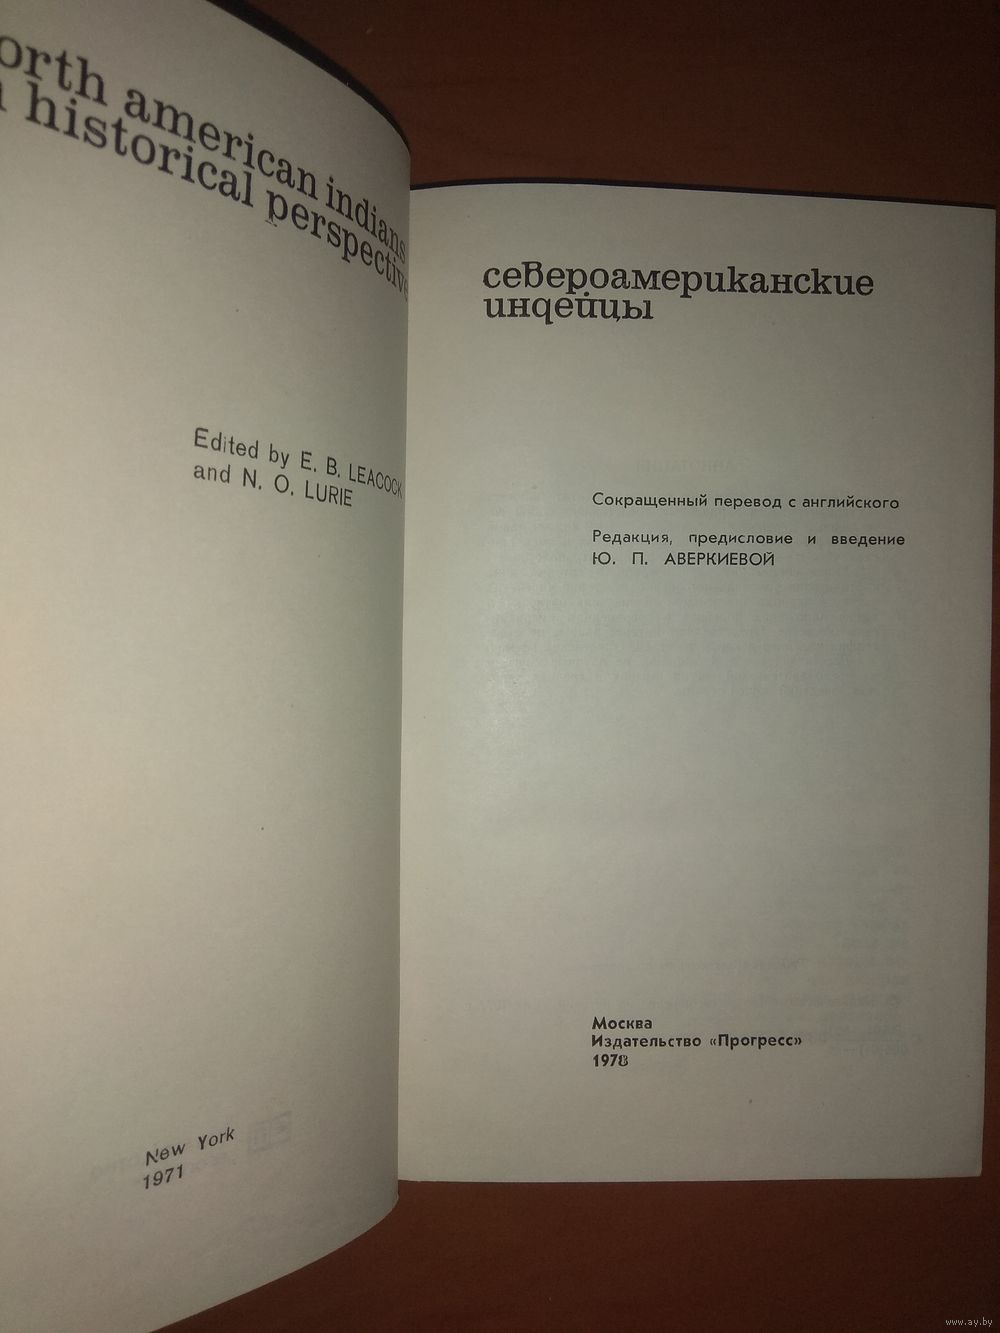 orth american indians
historical perspective
Edited by E. B. LEACOCK
and N. O. LURIE
New York
1971
североамериканские
индейцы
Сокращенный перевод с английского
Редакция, предисловие и введение
Ю. П. АВЕРКИЕВОЙ
Москва
Издательство «Прогресс»
1978
www.ay.by